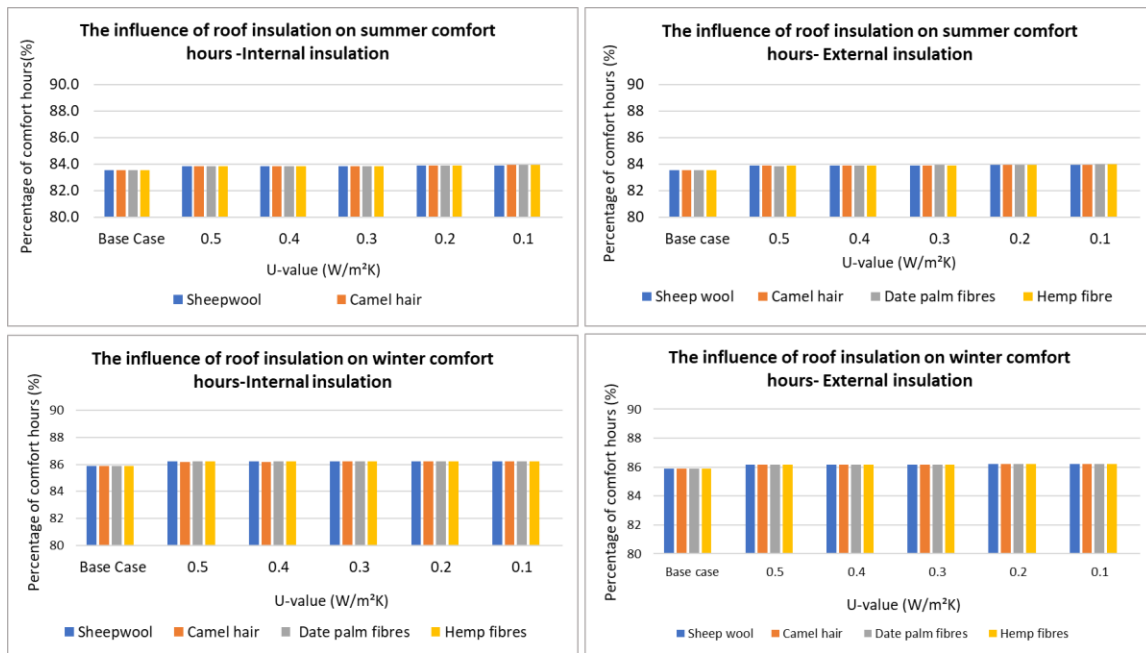 The influence of roof insulation on summer comfort
hours -Internal insulation
Percentage of comfort hours(%)
90.0
88.0
86.0
84.0
82.0
80.0
Base Case 0.5 0.4 0.3 0.2 0.1
U-value (W/m²K)
Sheepwool Camel hair
The influence of roof insulation on summer comfort
hours- External insulation
Percentage of comfort hours (%)
90
88
86
84
82
80
Base case 0.5 0.4 0.3 0.2 0.1
U-value (W/m²K)
Sheep wool Camel hair Date palm fibres Hemp fibre
The influence of roof insulation on winter comfort
hours-Internal insulation
Percentage of comfort hours (%)
90
88
86
84
82
80
Base Case 0.5 0.4 0.3 0.2 0.1
U-value (W/m²K)
Sheepwool Camel hair Date palm fibres Hemp fibres
The influence of roof insulation on winter comfort
hours- External insulation
Percentage of comfort hours (%)
90
88
86
84
82
80
Base case 0.5 0.4 0.3 0.2 0.1
U-value (W/m²K)
Sheep wool Camel hair Date palm fibres Hemp fibres